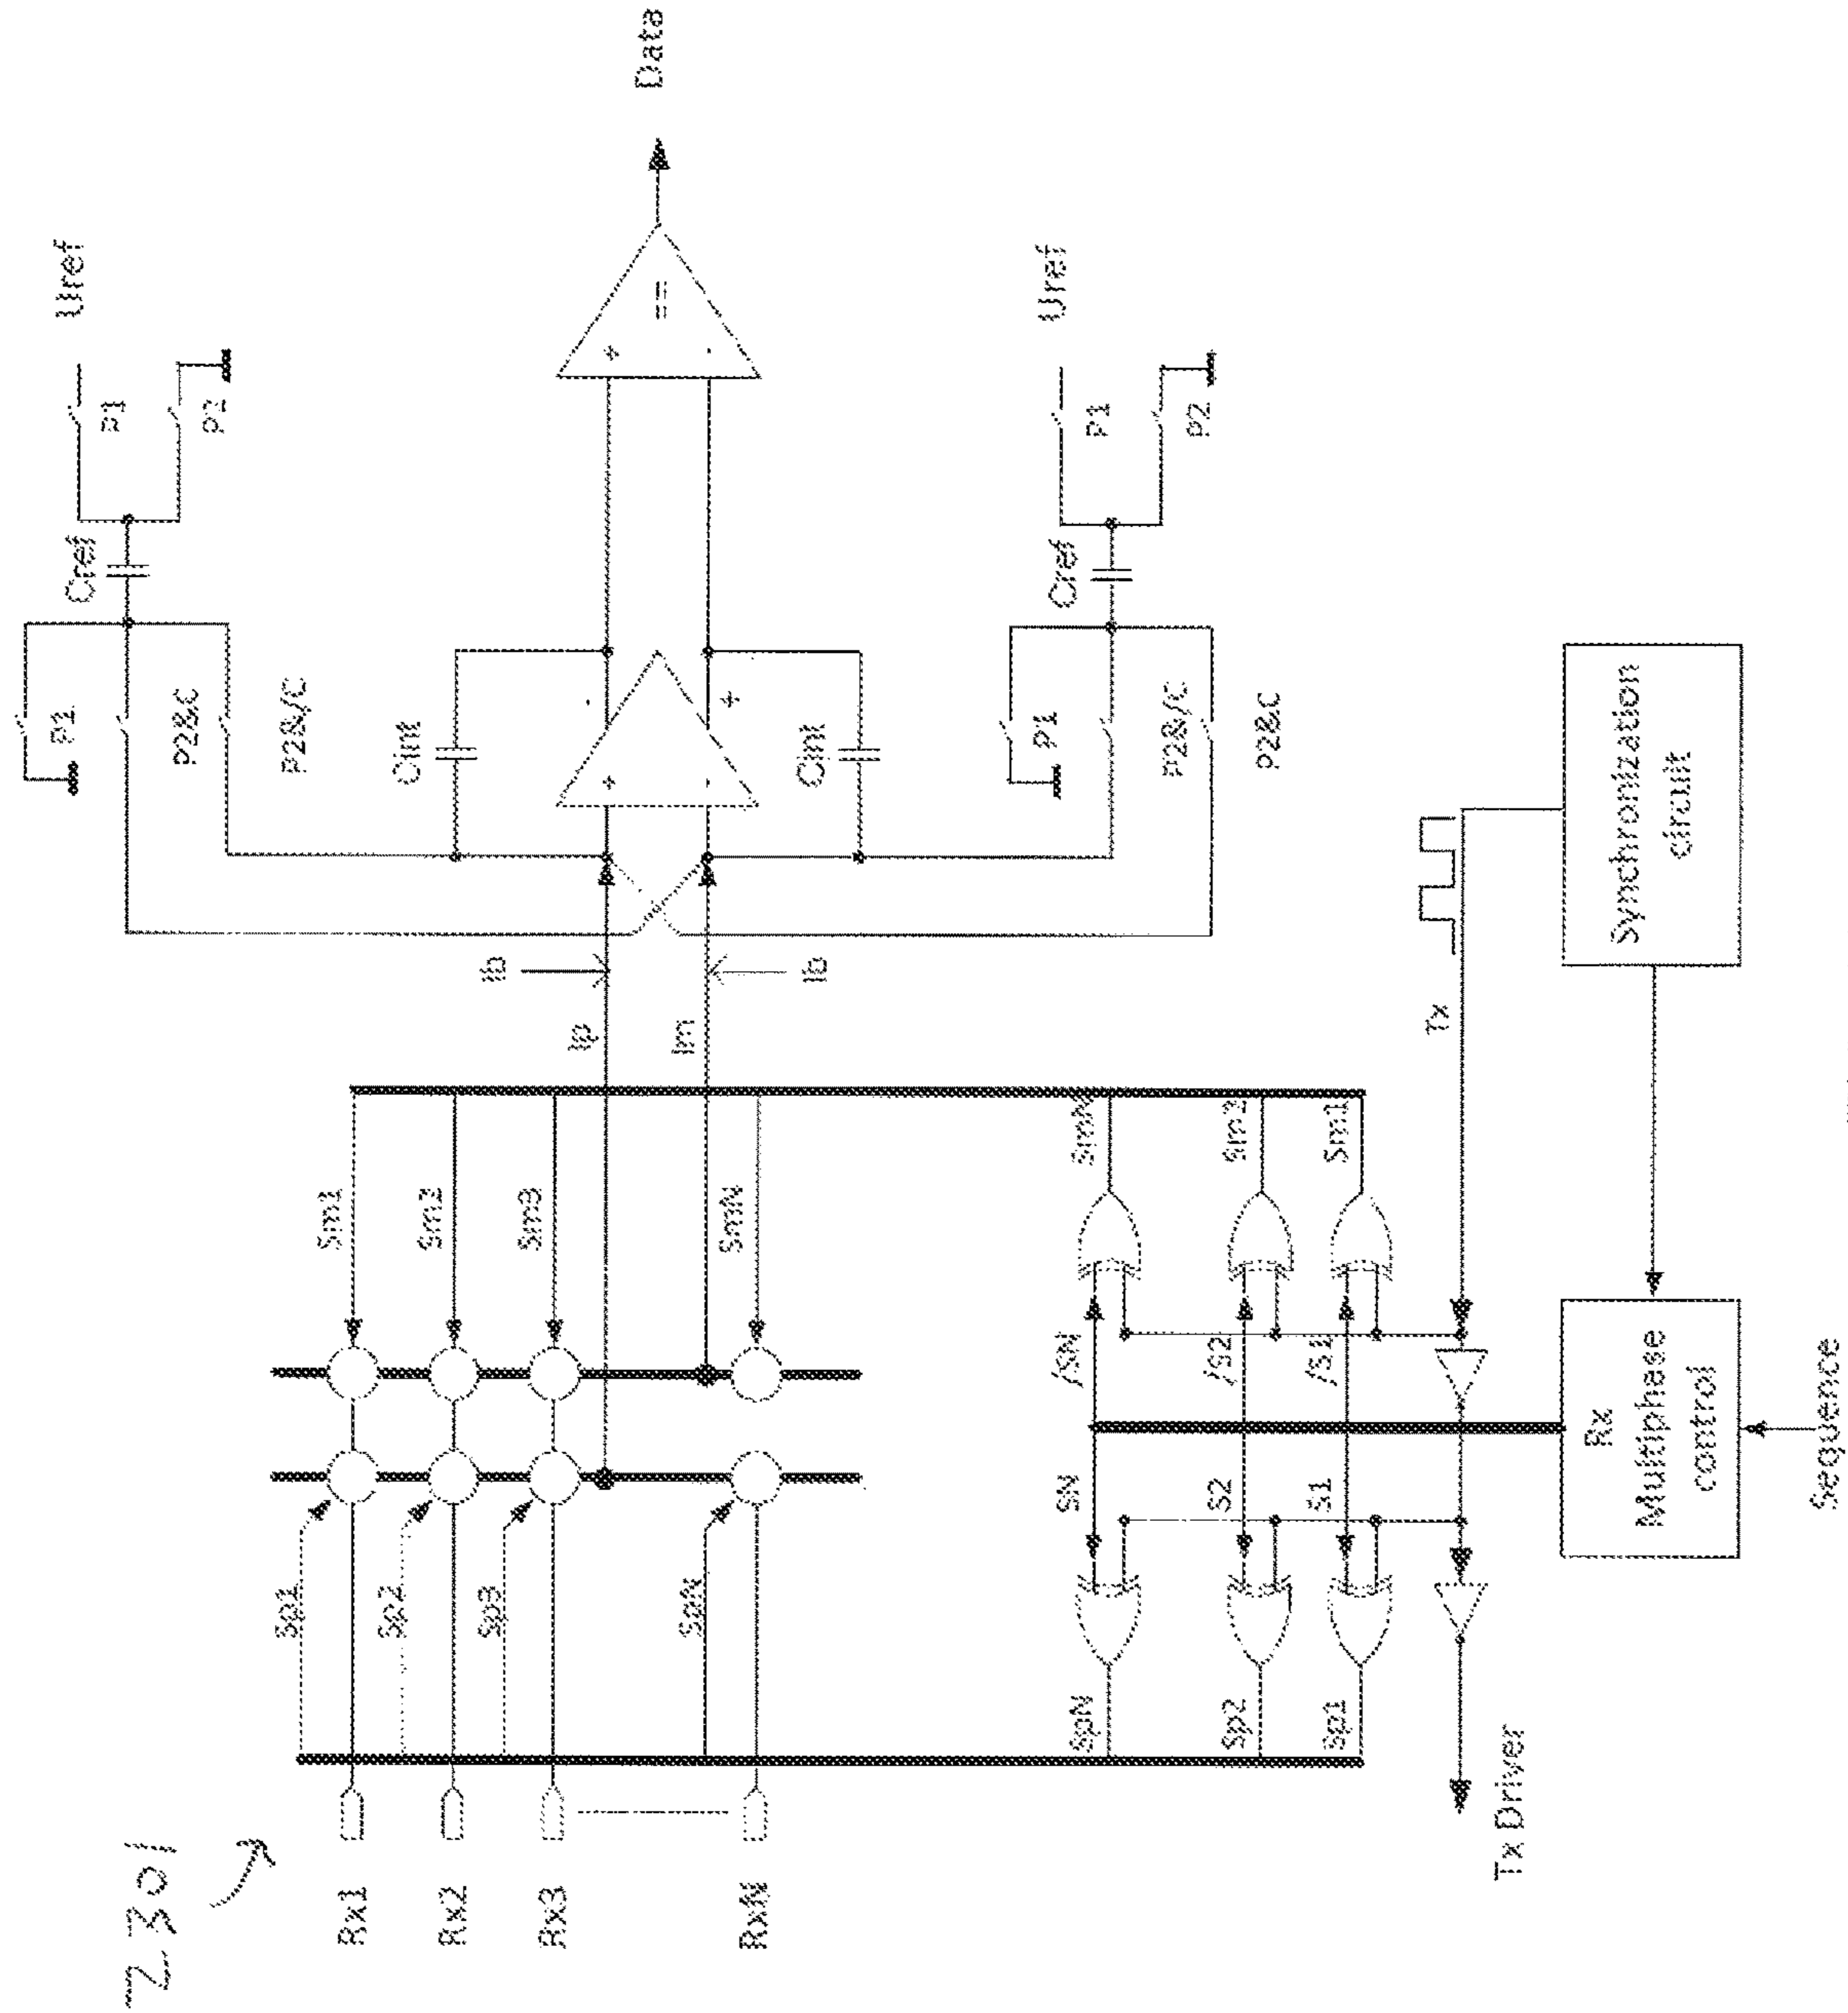 2301
Rx1
Rx2
Rx3
RxN
Sp1
Sp2
Sp3
SpN
Sm1
Sm2
Sm3
SmN
Ip
Im
Ib
Ib
Cint
Cint
+
-
-
+
P1
P2&C
P2&/C
Cref
P1
P2
Uref
P1
P2&/C
P2&C
Cref
P1
P2
Uref
+
-
==
Data
SpN
Sp2
Sp1
SN
S2
S1
/SN
/S2
/S1
SmN
Sm2
Sm1
Tx
Tx Driver
Rx
Multiphase
control
Sequence
Synchronization
circuit